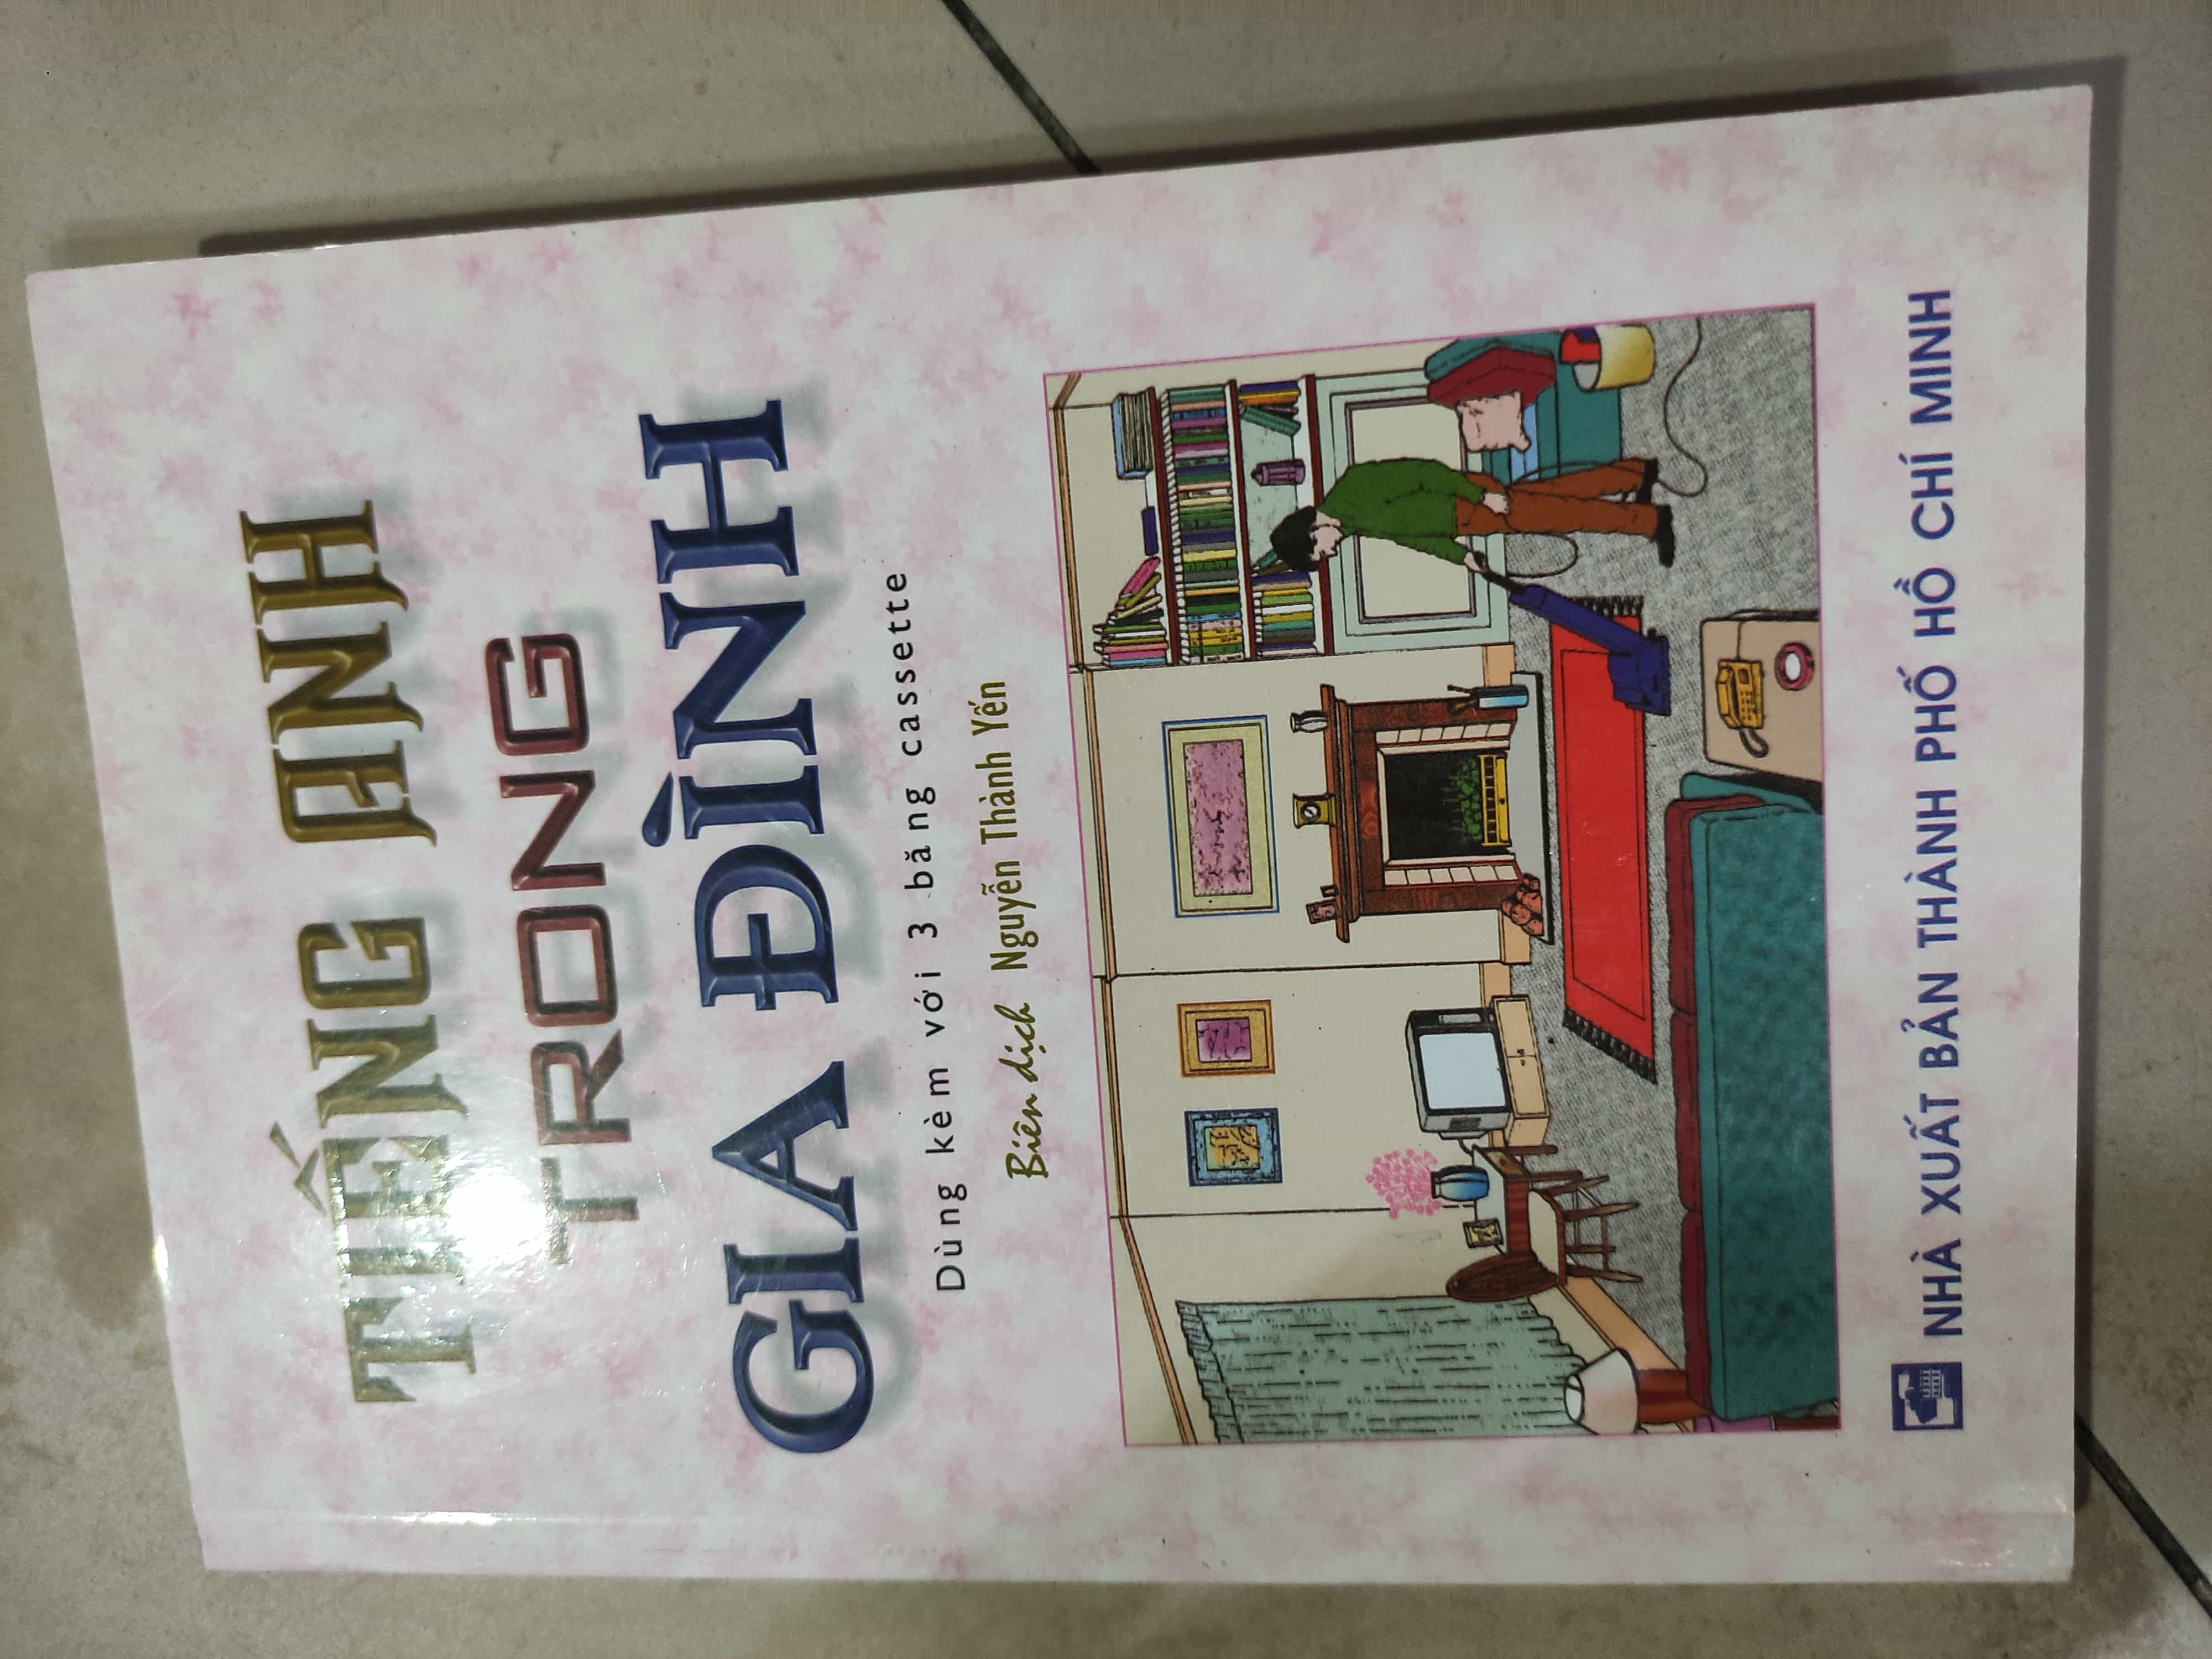 TIẾNG ANH
TRONG
GIA ĐÌNH
Dùng kèm với 3 băng cassette
Biên dịch Nguyễn Thành Yến
NHÀ XUẤT BẢN THÀNH PHỐ HỒ CHÍ MINH